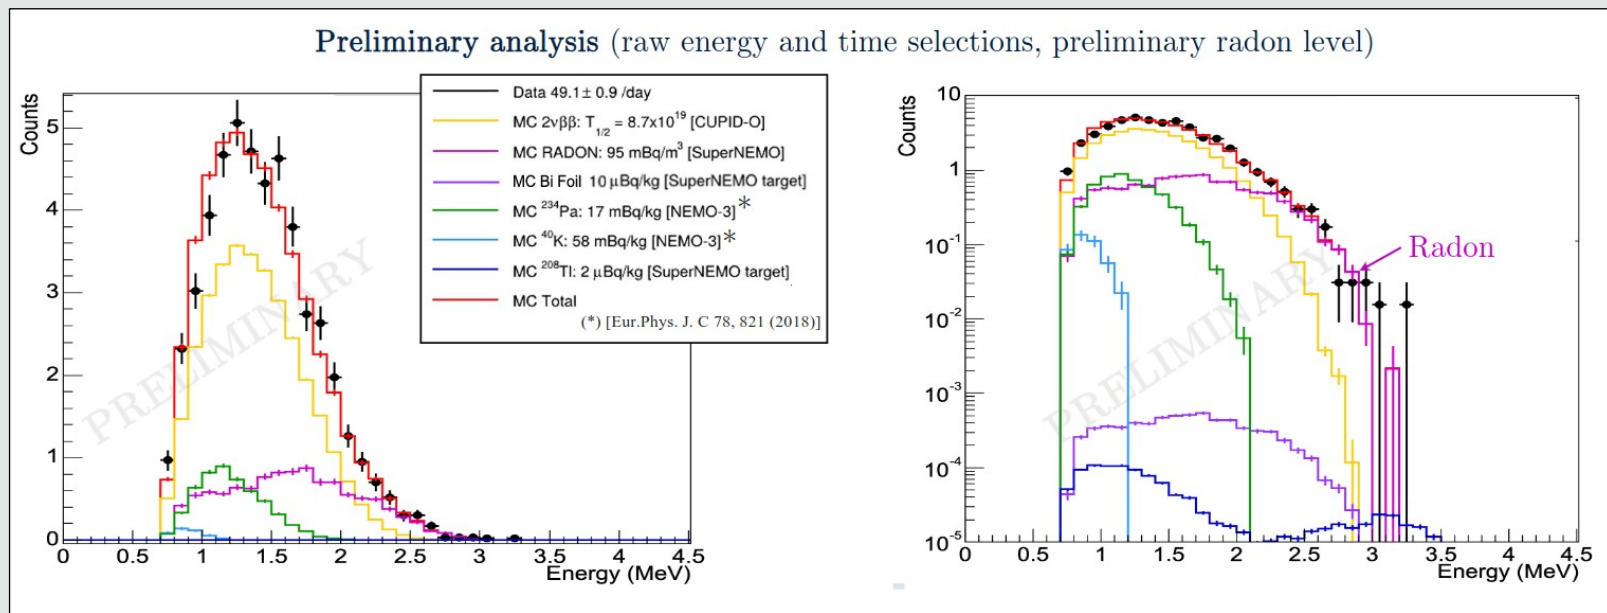 Preliminary analysis (raw energy and time selections, preliminary radon level)
Counts
5
4
3
2
1
0
0 0.5 1 1.5 2 2.5 3 3.5 4 4.5
Energy (MeV)
PRELIMINARY
Data 49.1± 0.9 /day
MC 2νββ: T1/2 = 8.7x10¹⁹ [CUPID-O]
MC RADON: 95 mBq/m³ [SuperNEMO]
MC Bi Foil 10 μBq/kg [SuperNEMO target]
MC ²³⁴Pa: 17 mBq/kg [NEMO-3]*
MC ⁴⁰K: 58 mBq/kg [NEMO-3]*
MC ²⁰⁸Tl: 2 μBq/kg [SuperNEMO target]
MC Total
(*) [Eur.Phys. J. C 78, 821 (2018)]
Counts
10
1
10⁻¹
10⁻²
10⁻³
10⁻⁴
10⁻⁵
0 0.5 1 1.5 2 2.5 3 3.5 4 4.5
Energy (MeV)
Radon
PRELIMINARY